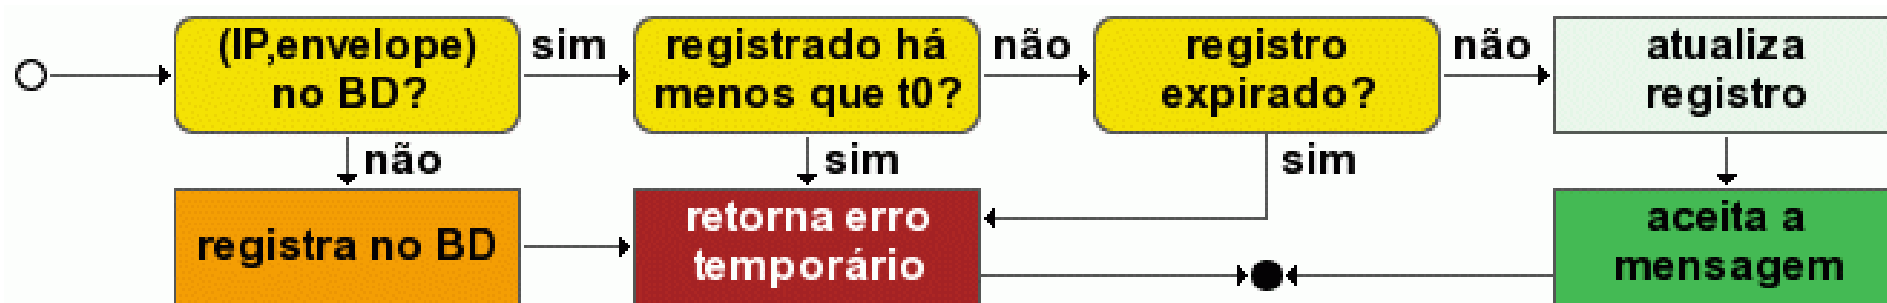 (IP,envelope)
no BD?
sim
registrado há
menos que t0?
não
registro
expirado?
não
atualiza
registro
não
sim
sim
registra no BD
retorna erro
temporário
aceita a
mensagem